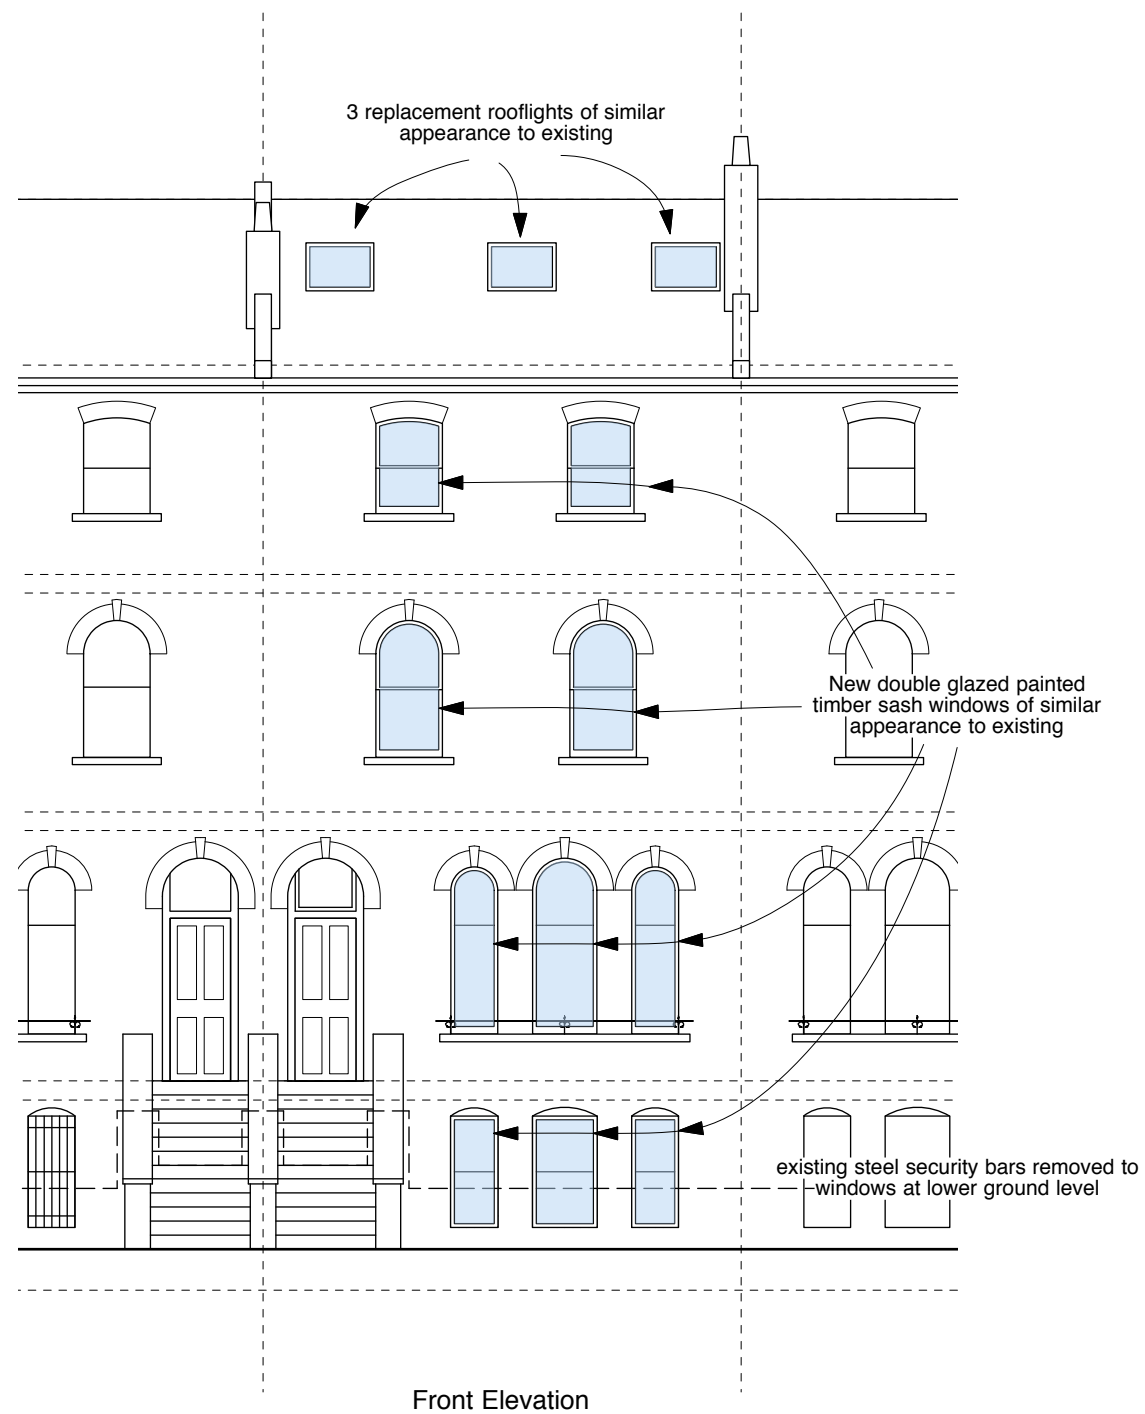 3 replacement rooflights of similar
appearance to existing
New double glazed painted
timber sash windows of similar
appearance to existing
existing steel security bars removed to
windows at lower ground level
Front Elevation